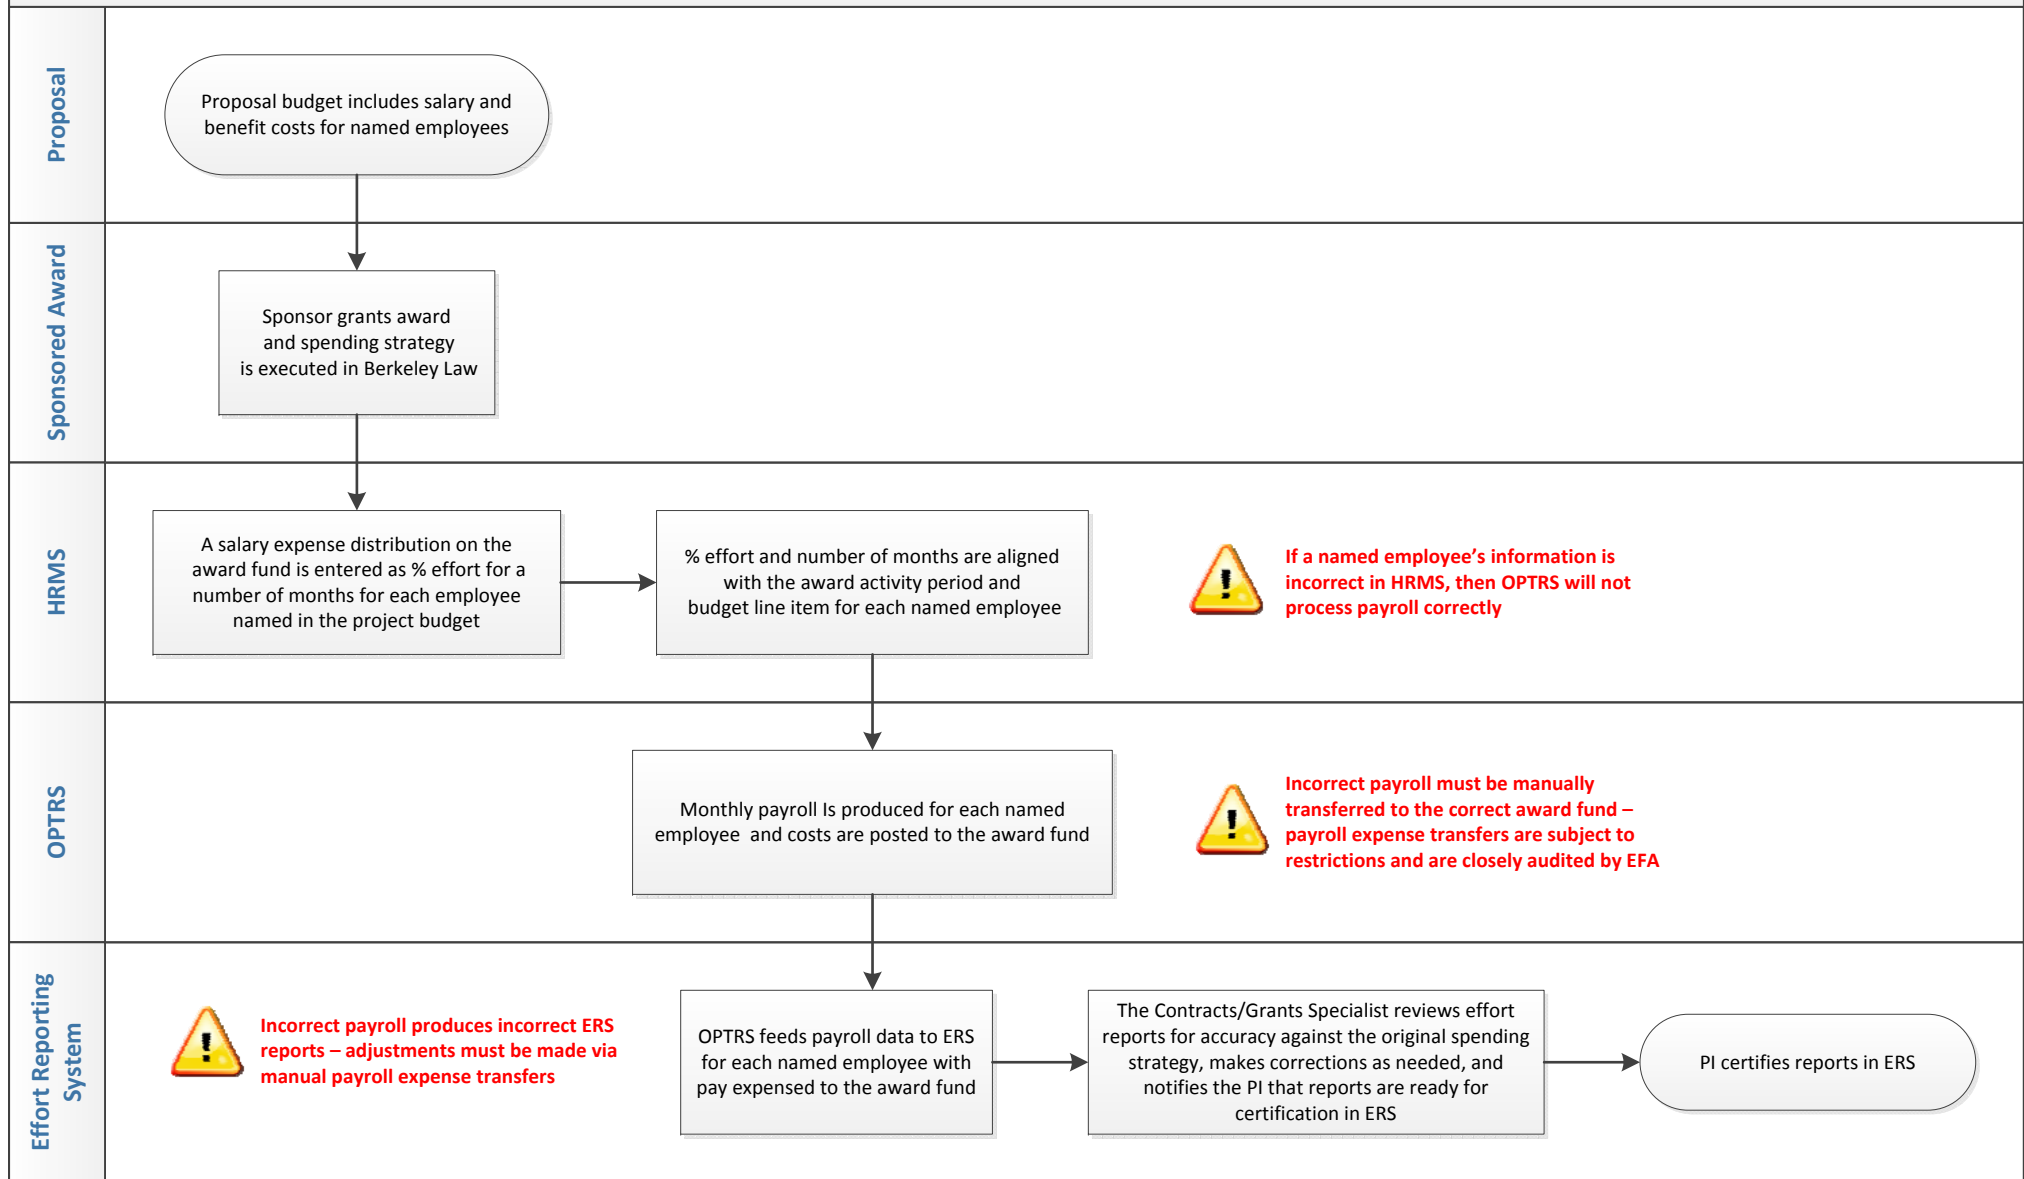 Proposal
Proposal budget includes salary and
benefit costs for named employees
Sponsored Award
Sponsor grants award
and spending strategy
is executed in Berkeley Law
HRMS
A salary expense distribution on the
award fund is entered as % effort for a
number of months for each employee
named in the project budget
% effort and number of months are aligned
with the award activity period and
budget line item for each named employee
If a named employee’s information is
incorrect in HRMS, then OPTRS will not
process payroll correctly
OPTRS
Monthly payroll Is produced for each named
employee  and costs are posted to the award fund
Incorrect payroll must be manually
transferred to the correct award fund –
payroll expense transfers are subject to
restrictions and are closely audited by EFA
Effort Reporting
System
Incorrect payroll produces incorrect ERS
reports – adjustments must be made via
manual payroll expense transfers
OPTRS feeds payroll data to ERS
for each named employee with
pay expensed to the award fund
The Contracts/Grants Specialist reviews effort
reports for accuracy against the original spending
strategy, makes corrections as needed, and
notifies the PI that reports are ready for
certification in ERS
PI certifies reports in ERS